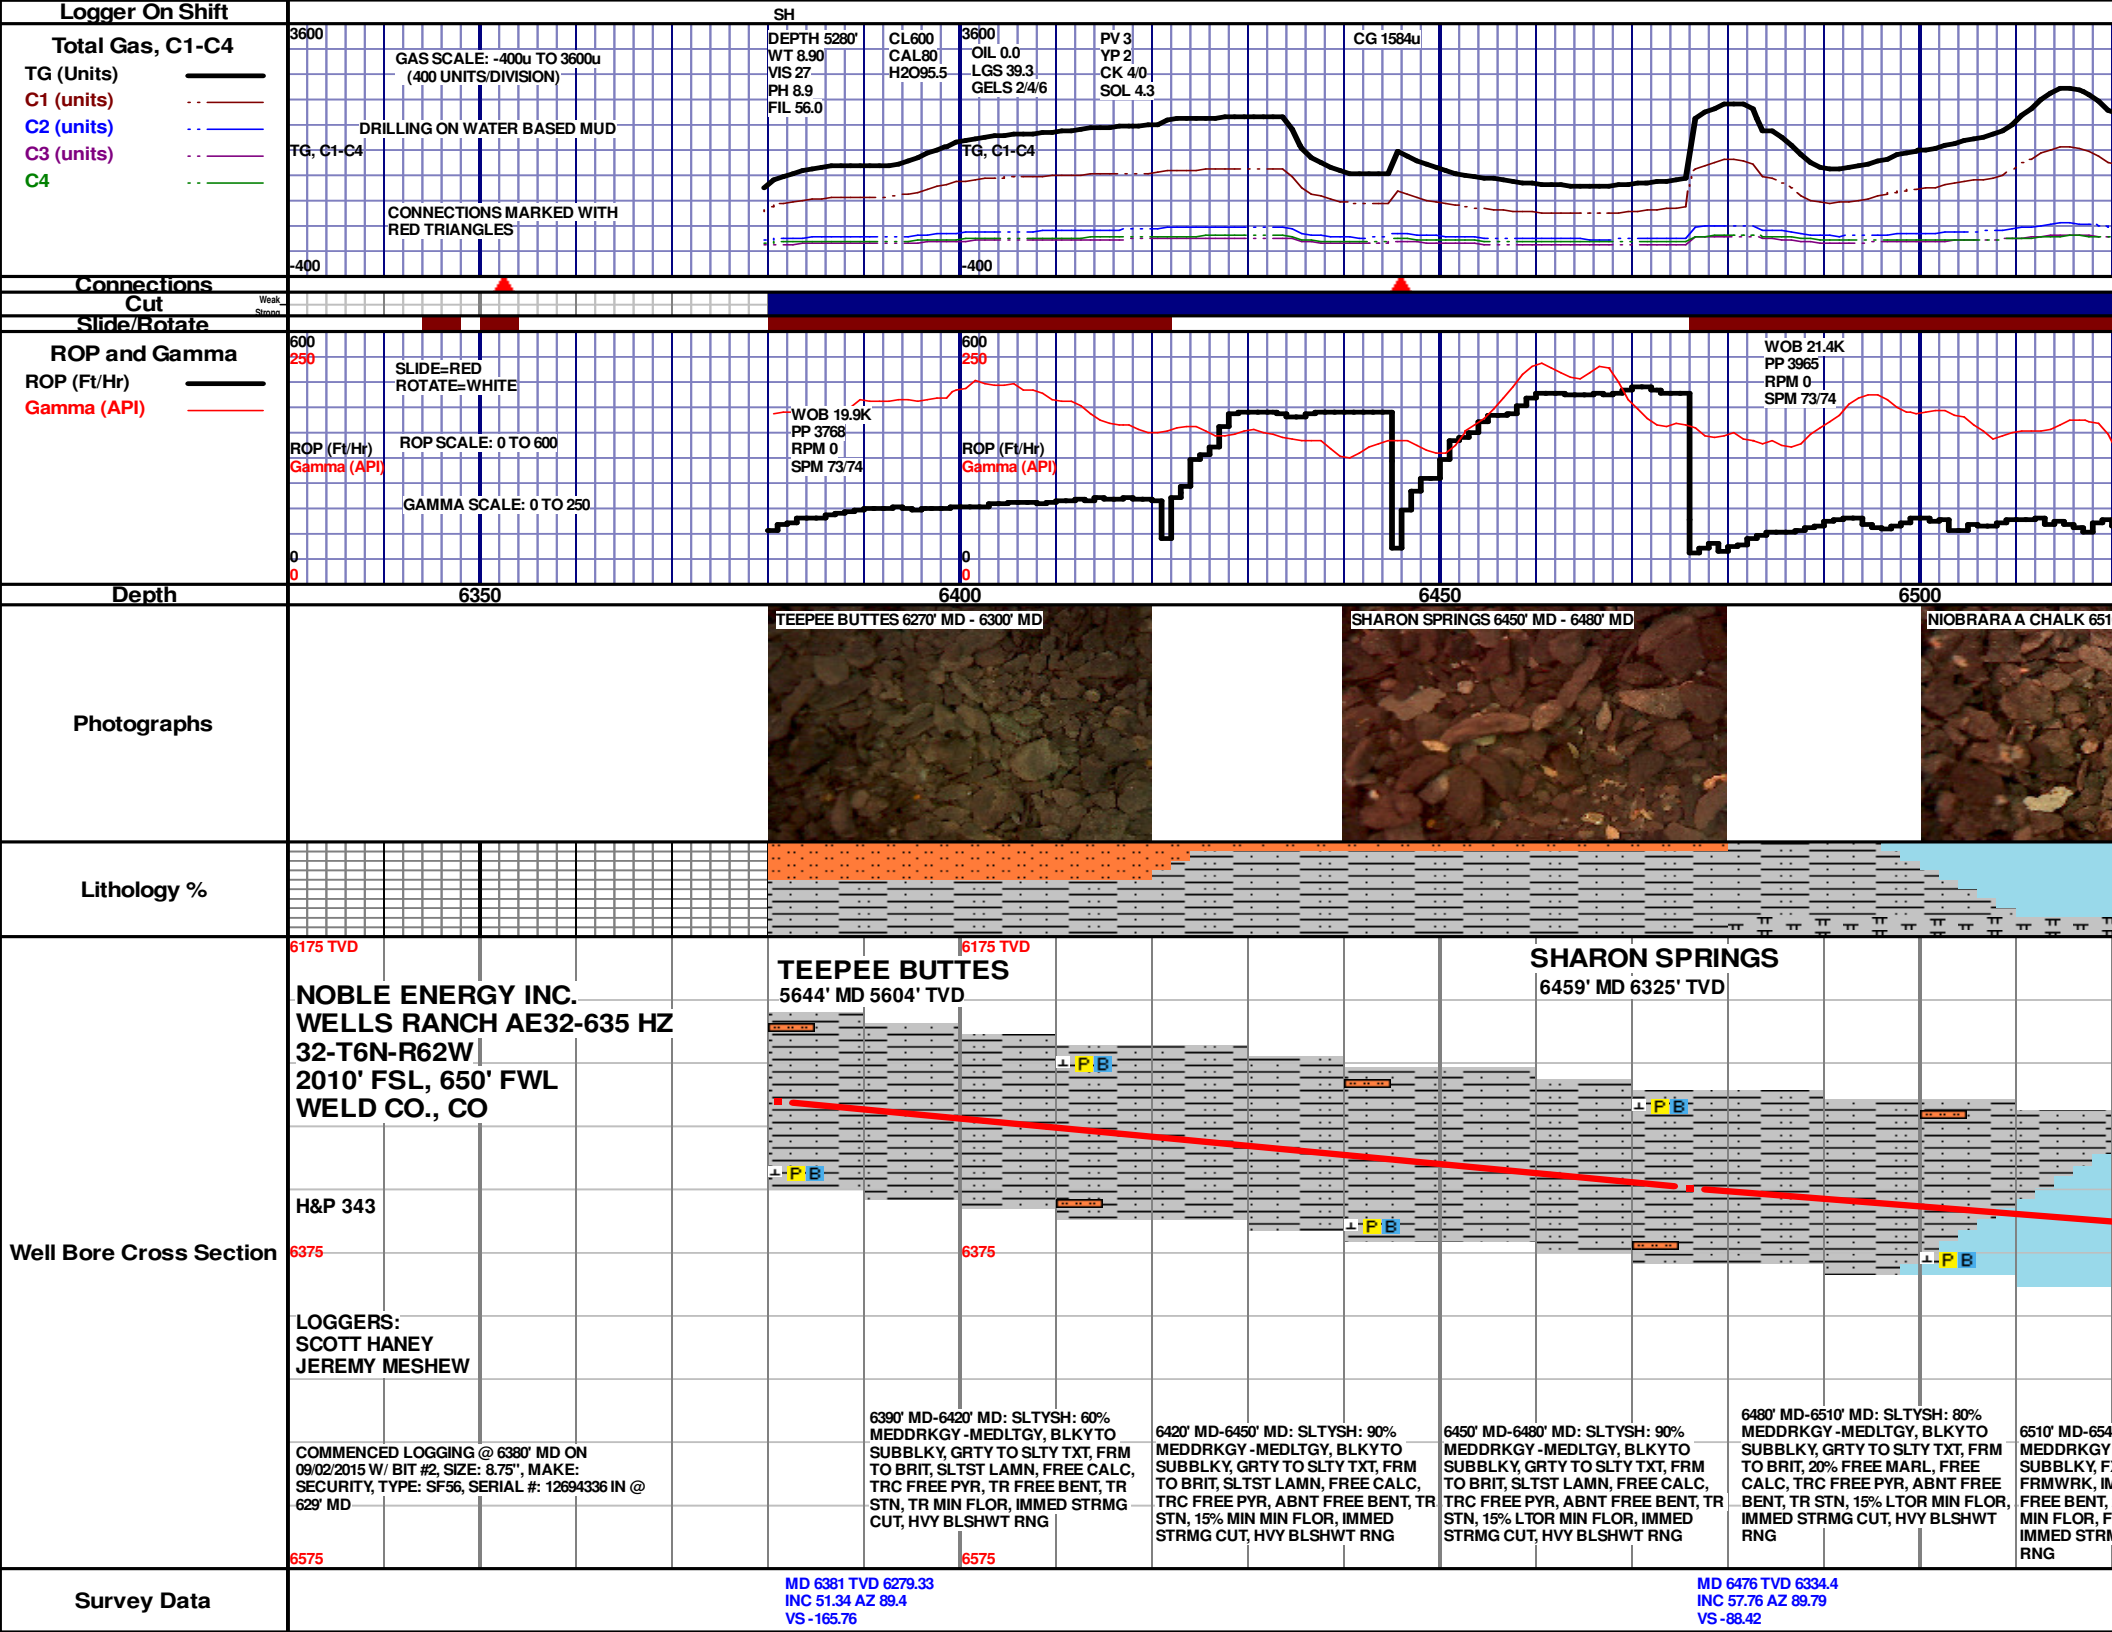 Logger On Shift
SH
Total Gas, C1-C4
TG (Units)
C1 (units)
C2 (units)
C3 (units)
C4
3600
GAS SCALE: -400u TO 3600u
(400 UNITS/DIVISION)
DRILLING ON WATER BASED MUD
TG, C1-C4
CONNECTIONS MARKED WITH
RED TRIANGLES
-400
DEPTH 5280'
WT 8.90
VIS 27
PH 8.9
FIL 56.0
CL600
CAL80
H2O95.5
3600
OIL 0.0
LGS 39.3
GELS 2/4/6
PV 3
YP 2
CK 4/0
SOL 4.3
CG 1584u
TG, C1-C4
-400
Connections
Cut
Weak
Strong
Slide/Rotate
ROP and Gamma
ROP (Ft/Hr)
Gamma (API)
600
250
SLIDE=RED
ROTATE=WHITE
ROP SCALE: 0 TO 600
ROP (Ft/Hr)
Gamma (API)
GAMMA SCALE: 0 TO 250
0
0
WOB 19.9K
PP 3768
RPM 0
SPM 73/74
600
250
ROP (Ft/Hr)
Gamma (API)
0
0
WOB 21.4K
PP 3965
RPM 0
SPM 73/74
Depth
6350
6400
6450
6500
Photographs
TEEPEE BUTTES 6270' MD - 6300' MD
SHARON SPRINGS 6450' MD - 6480' MD
NIOBRARA A CHALK 651
Lithology %
Well Bore Cross Section
6175 TVD
6175 TVD
NOBLE ENERGY INC.
WELLS RANCH AE32-635 HZ
32-T6N-R62W
2010' FSL, 650' FWL
WELD CO., CO
H&P 343
6375
6375
LOGGERS:
SCOTT HANEY
JEREMY MESHEW
COMMENCED LOGGING @ 6380' MD ON
09/02/2015 W/ BIT #2, SIZE: 8.75", MAKE:
SECURITY, TYPE: SF56, SERIAL #: 12694336 IN @
629' MD
6575
6575
TEEPEE BUTTES
5644' MD 5604' TVD
SHARON SPRINGS
6459' MD 6325' TVD
P B
P B
P B
P B
P B
6390' MD-6420' MD: SLTYSH: 60%
MEDDRKGY -MEDLTGY, BLKYTO
SUBBLKY, GRTY TO SLTY TXT, FRM
TO BRIT, SLTST LAMN, FREE CALC,
TRC FREE PYR, TR FREE BENT, TR
STN, TR MIN FLOR, IMMED STRMG
CUT, HVY BLSHWT RNG
6420' MD-6450' MD: SLTYSH: 90%
MEDDRKGY -MEDLTGY, BLKYTO
SUBBLKY, GRTY TO SLTY TXT, FRM
TO BRIT, SLTST LAMN, FREE CALC,
TRC FREE PYR, ABNT FREE BENT, TR
STN, 15% MIN MIN FLOR, IMMED
STRMG CUT, HVY BLSHWT RNG
6450' MD-6480' MD: SLTYSH: 90%
MEDDRKGY -MEDLTGY, BLKYTO
SUBBLKY, GRTY TO SLTY TXT, FRM
TO BRIT, SLTST LAMN, FREE CALC,
TRC FREE PYR, ABNT FREE BENT, TR
STN, 15% LTOR MIN FLOR, IMMED
STRMG CUT, HVY BLSHWT RNG
6480' MD-6510' MD: SLTYSH: 80%
MEDDRKGY -MEDLTGY, BLKYTO
SUBBLKY, GRTY TO SLTY TXT, FRM
TO BRIT, 20% FREE MARL, FREE
CALC, TRC FREE PYR, ABNT FREE
BENT, TR STN, 15% LTOR MIN FLOR,
IMMED STRMG CUT, HVY BLSHWT
RNG
6510' MD-654
MEDDRKGY
SUBBLKY, F
FRMWRK, IM
FREE BENT,
MIN FLOR, F
IMMED STRM
RNG
Survey Data
MD 6381 TVD 6279.33
INC 51.34 AZ 89.4
VS -165.76
MD 6476 TVD 6334.4
INC 57.76 AZ 89.79
VS -88.42